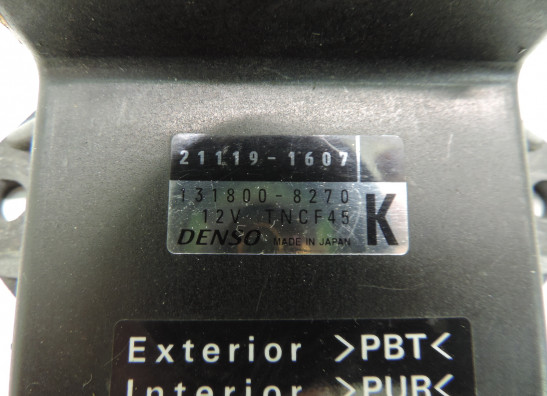 21119-1607
131800-8270
12V TNCF45
DENSO MADE IN JAPAN K
Exterior >PBT<
Interior >PUR<